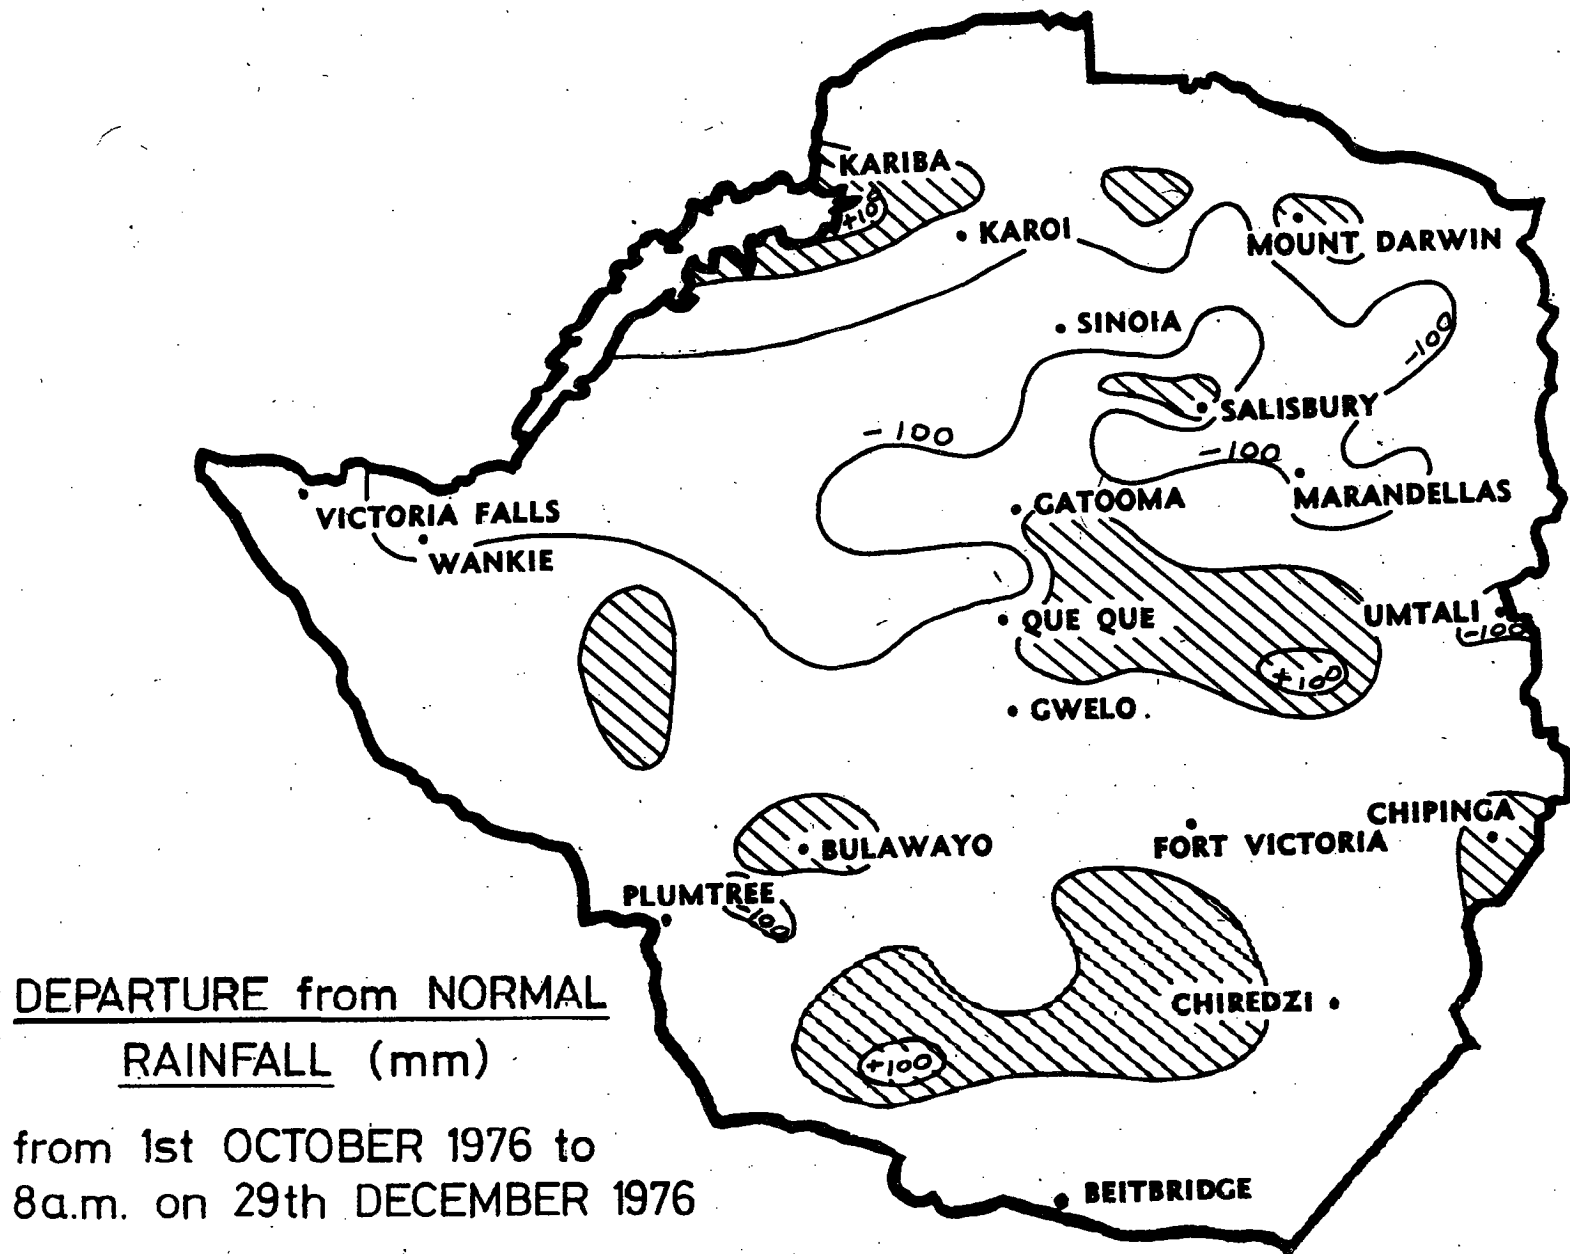 KARIBA
+10
KAROI
MOUNT DARWIN
SINOIA
-100
SALISBURY
-100
-100
MARANDELLAS
GATOOMA
VICTORIA FALLS
WANKIE
QUE QUE
UMTALI
-100
+100
GWELO
CHIPINGA
FORT VICTORIA
BULAWAYO
PLUMTREE
-100
CHIREDZI
+100
BEITBRIDGE
DEPARTURE from NORMAL
RAINFALL (mm)
from 1st OCTOBER 1976 to
8a.m. on 29th DECEMBER 1976